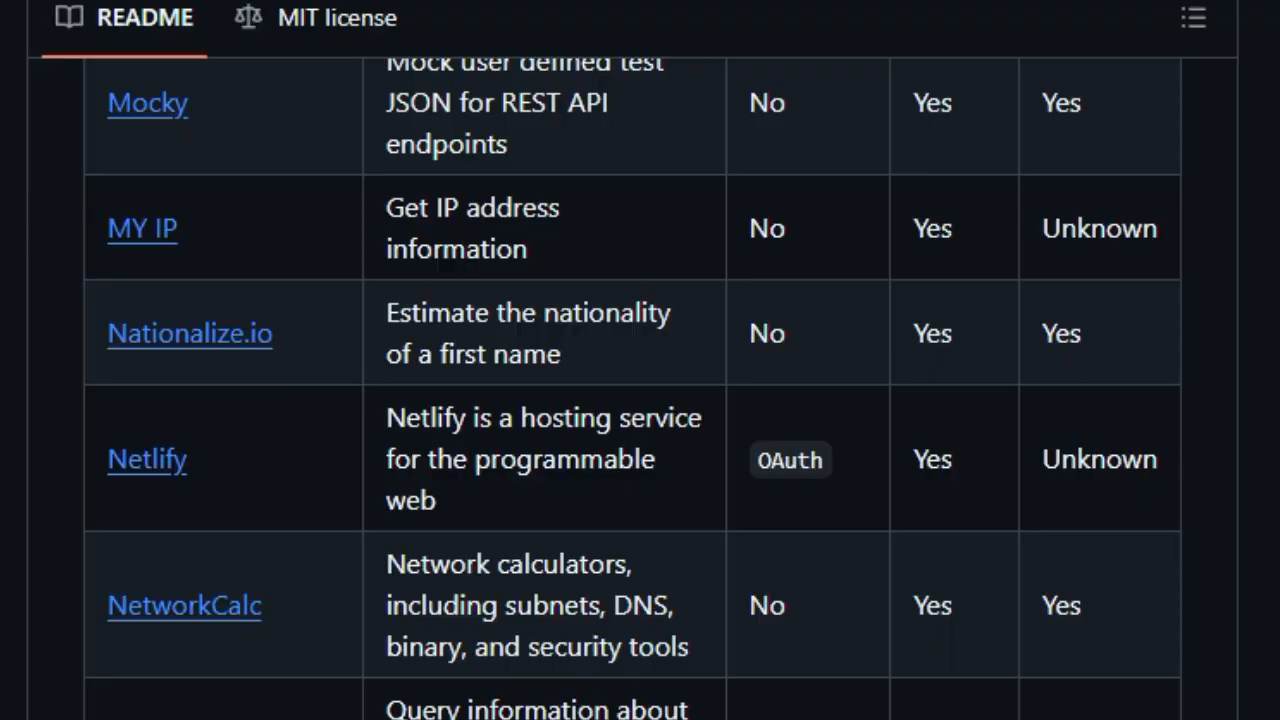 README
MIT license
Mock user defined test
Mocky
JSON for REST API
No
Yes
Yes
endpoints
MY IP
Get IP address
information
No
Yes
Unknown
Nationalize.io
Estimate the nationality
of a first name
No
Yes
Yes
Netlify
Netlify is a hosting service
for the programmable
web
OAuth
Yes
Unknown
NetworkCalc
Network calculators,
including subnets, DNS,
binary, and security tools
No
Yes
Yes
Query information about